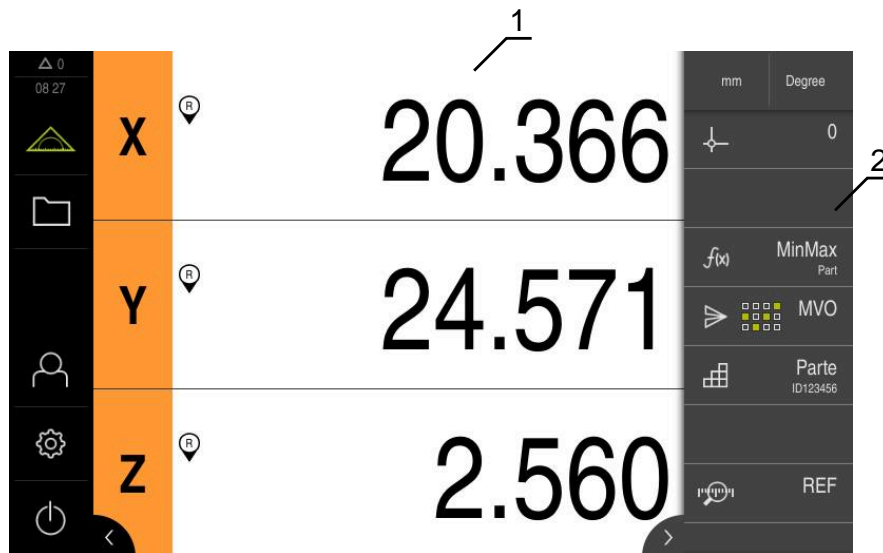 1
△ 0
08 27
mm Degree
X R 20.366
0
2
f(x) MinMax
Part
Y R 24.571
MVO
Parte
ID123456
Z R 2.560
REF